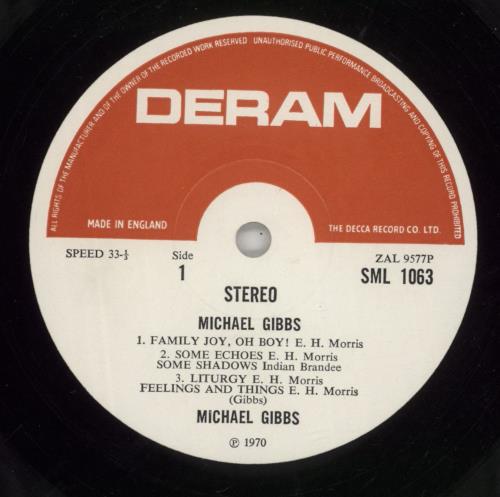 ALL RIGHTS OF THE MANUFACTURER AND OF THE OWNER OF THE RECORDED WORK RESERVED UNAUTHORISED PUBLIC PERFORMANCE BROADCASTING AND COPYING OF THIS RECORD PROHIBITED
DERAM
MADE IN ENGLAND THE DECCA RECORD CO. LTD.
SPEED 33-⅓ Side ZAL 9577P
1 SML 1063
STEREO
MICHAEL GIBBS
1. FAMILY JOY, OH BOY! E. H. Morris
2. SOME ECHOES E. H. Morris
SOME SHADOWS Indian Brandee
3. LITURGY E. H. Morris
FEELINGS AND THINGS E. H. Morris
(Gibbs)
MICHAEL GIBBS
℗ 1970